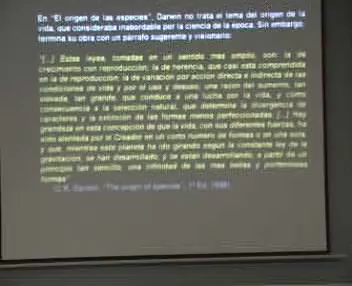 En "El origen de las especies", Darwin no trata el tema del origen de la
vida, que consideraba inabordable por la ciencia de la época. Sin embargo,
termina su obra con un párrafo sugerente y visionario:
"[...] Estas leyes, tomadas en un sentido más amplio, son: la de
crecimiento con reproducción; la de herencia, que casi está comprendida
en la de reproducción; la de variación por acción directa e indirecta de las
condiciones de vida y por el uso y desuso; una razón del aumento, tan
elevada, tan grande, que conduce a una lucha por la vida, y como
consecuencia a la selección natural, que determina la divergencia de
caracteres y la extinción de las formas menos perfeccionadas. [...] Hay
grandeza en esta concepción de que la vida, con sus diferentes fuerzas, ha
sido alentada por el Creador en un corto número de formas o en una sola,
y que, mientras este planeta ha ido girando según la constante ley de la
gravitación, se han desarrollado, y se están desarrollando, a partir de un
principio tan sencillo, una infinidad de las más bellas y portentosas
formas"
Darwin, "The origin of species",